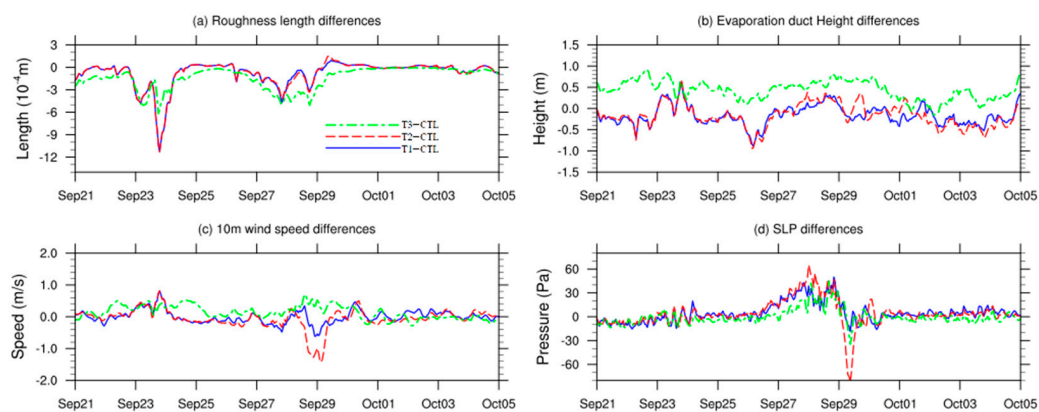 (a) Roughness length differences
3
0
-3
-6
-9
-12
Length (10⁻⁴m)
T3-CTL
T2-CTL
T1-CTL
Sep21 Sep23 Sep25 Sep27 Sep29 Oct01 Oct03 Oct05
(b) Evaporation duct Height differences
1.5
1.0
0.5
0.0
-0.5
-1.0
-1.5
Height (m)
Sep21 Sep23 Sep25 Sep27 Sep29 Oct01 Oct03 Oct05
(c) 10m wind speed differences
2.0
1.0
0.0
-1.0
-2.0
Speed (m/s)
Sep21 Sep23 Sep25 Sep27 Sep29 Oct01 Oct03 Oct05
(d) SLP differences
60
30
0
-30
-60
Pressure (Pa)
Sep21 Sep23 Sep25 Sep27 Sep29 Oct01 Oct03 Oct05